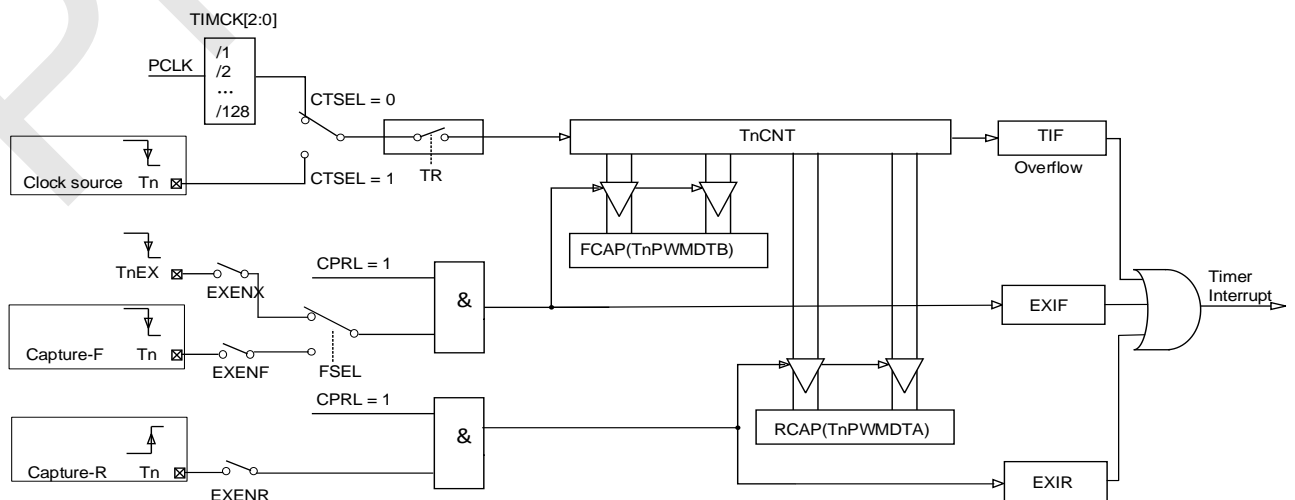 TIMCK[2:0]
/1
/2
...
/128
PCLK
CTSEL = 0
CTSEL = 1
TR
Clock source Tn
TnCNT
TIF
Overflow
FCAP(TnPWMDTB)
TnEX
EXENX
CPRL = 1
&
Capture-F Tn
EXENF
FSEL
EXIF
Timer
Interrupt
CPRL = 1
&
RCAP(TnPWMDTA)
Capture-R Tn
EXENR
EXIR